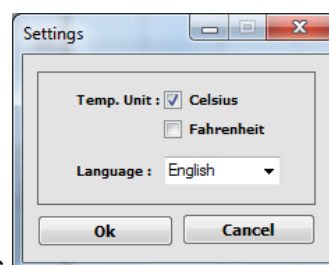 Settings
Temp. Unit : Celsius
Fahrenheit
Language : English
Ok Cancel